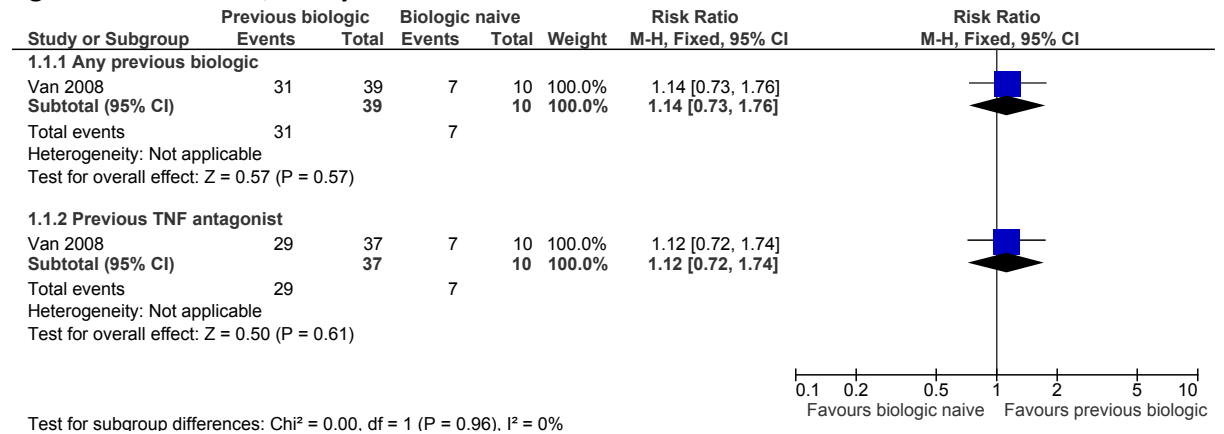 Previous biologic Biologic naive Risk Ratio Risk Ratio
Study or Subgroup Events Total Events Total Weight M-H, Fixed, 95% CI M-H, Fixed, 95% CI
1.1.1 Any previous biologic
Van 2008 31 39 7 10 100.0% 1.14 [0.73, 1.76]
Subtotal (95% CI) 39 10 100.0% 1.14 [0.73, 1.76]
Total events 31 7
Heterogeneity: Not applicable
Test for overall effect: Z = 0.57 (P = 0.57)
1.1.2 Previous TNF antagonist
Van 2008 29 37 7 10 100.0% 1.12 [0.72, 1.74]
Subtotal (95% CI) 37 10 100.0% 1.12 [0.72, 1.74]
Total events 29 7
Heterogeneity: Not applicable
Test for overall effect: Z = 0.50 (P = 0.61)
0.1 0.2 0.5 1 2 5 10
Favours biologic naive Favours previous biologic
Test for subgroup differences: Chi² = 0.00, df = 1 (P = 0.96), I² = 0%